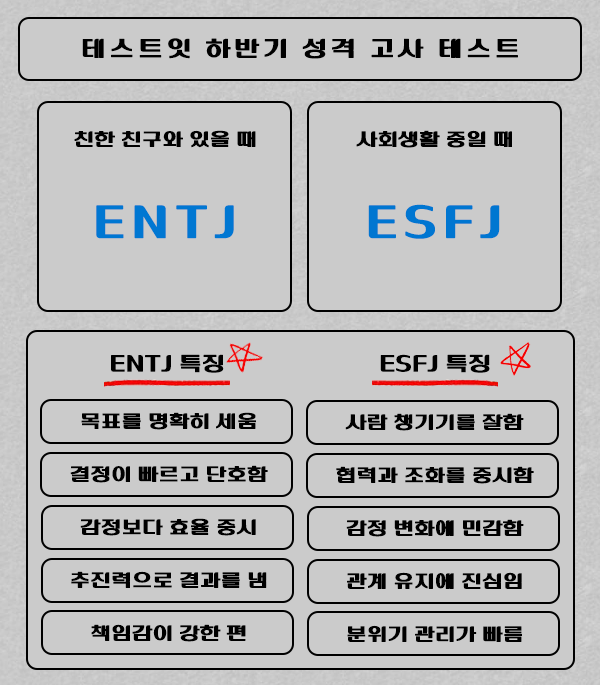 테스트잇 하반기 성격 고사 테스트
친한 친구와 있을 때
ENTJ
사회생활 중일 때
ESFJ
ENTJ 특징
목표를 명확히 세움
결정이 빠르고 단호함
감정보다 효율 중시
추진력으로 결과를 냄
책임감이 강한 편
ESFJ 특징
사람 챙기기를 잘함
협력과 조화를 중시함
감정 변화에 민감함
관계 유지에 진심임
분위기 관리가 빠름